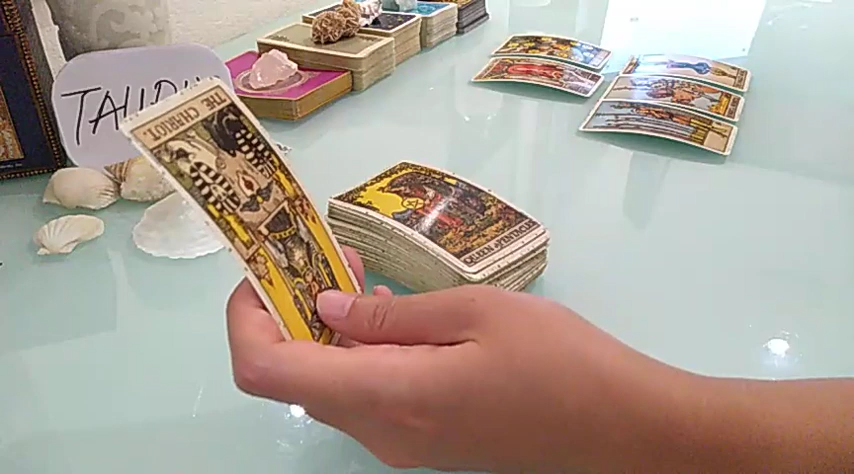 TAURUS
THE CHARIOT.
QUEEN of PENTACLES